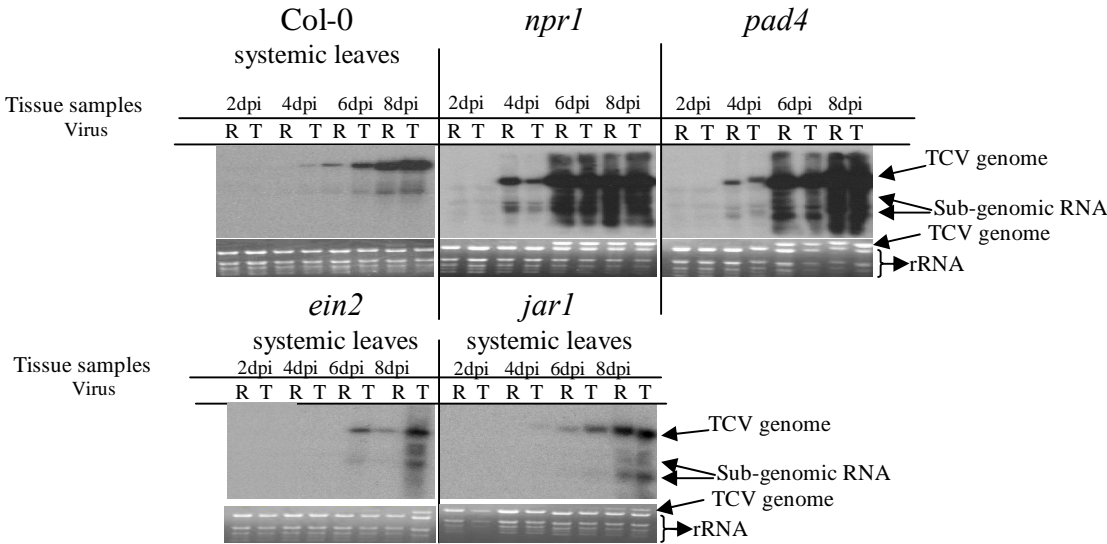 Col-0 npr1 pad4
systemic leaves
Tissue samples 2dpi 4dpi 6dpi 8dpi 2dpi 4dpi 6dpi 8dpi 2dpi 4dpi 6dpi 8dpi
Virus R T R T R T R T R T R T R T R T R T R T R T R T
TCV genome
Sub-genomic RNA
TCV genome
rRNA
ein2 jar1
systemic leaves systemic leaves
Tissue samples 2dpi 4dpi 6dpi 8dpi 2dpi 4dpi 6dpi 8dpi
Virus R T R T R T R T R T R T R T R T
TCV genome
Sub-genomic RNA
TCV genome
rRNA